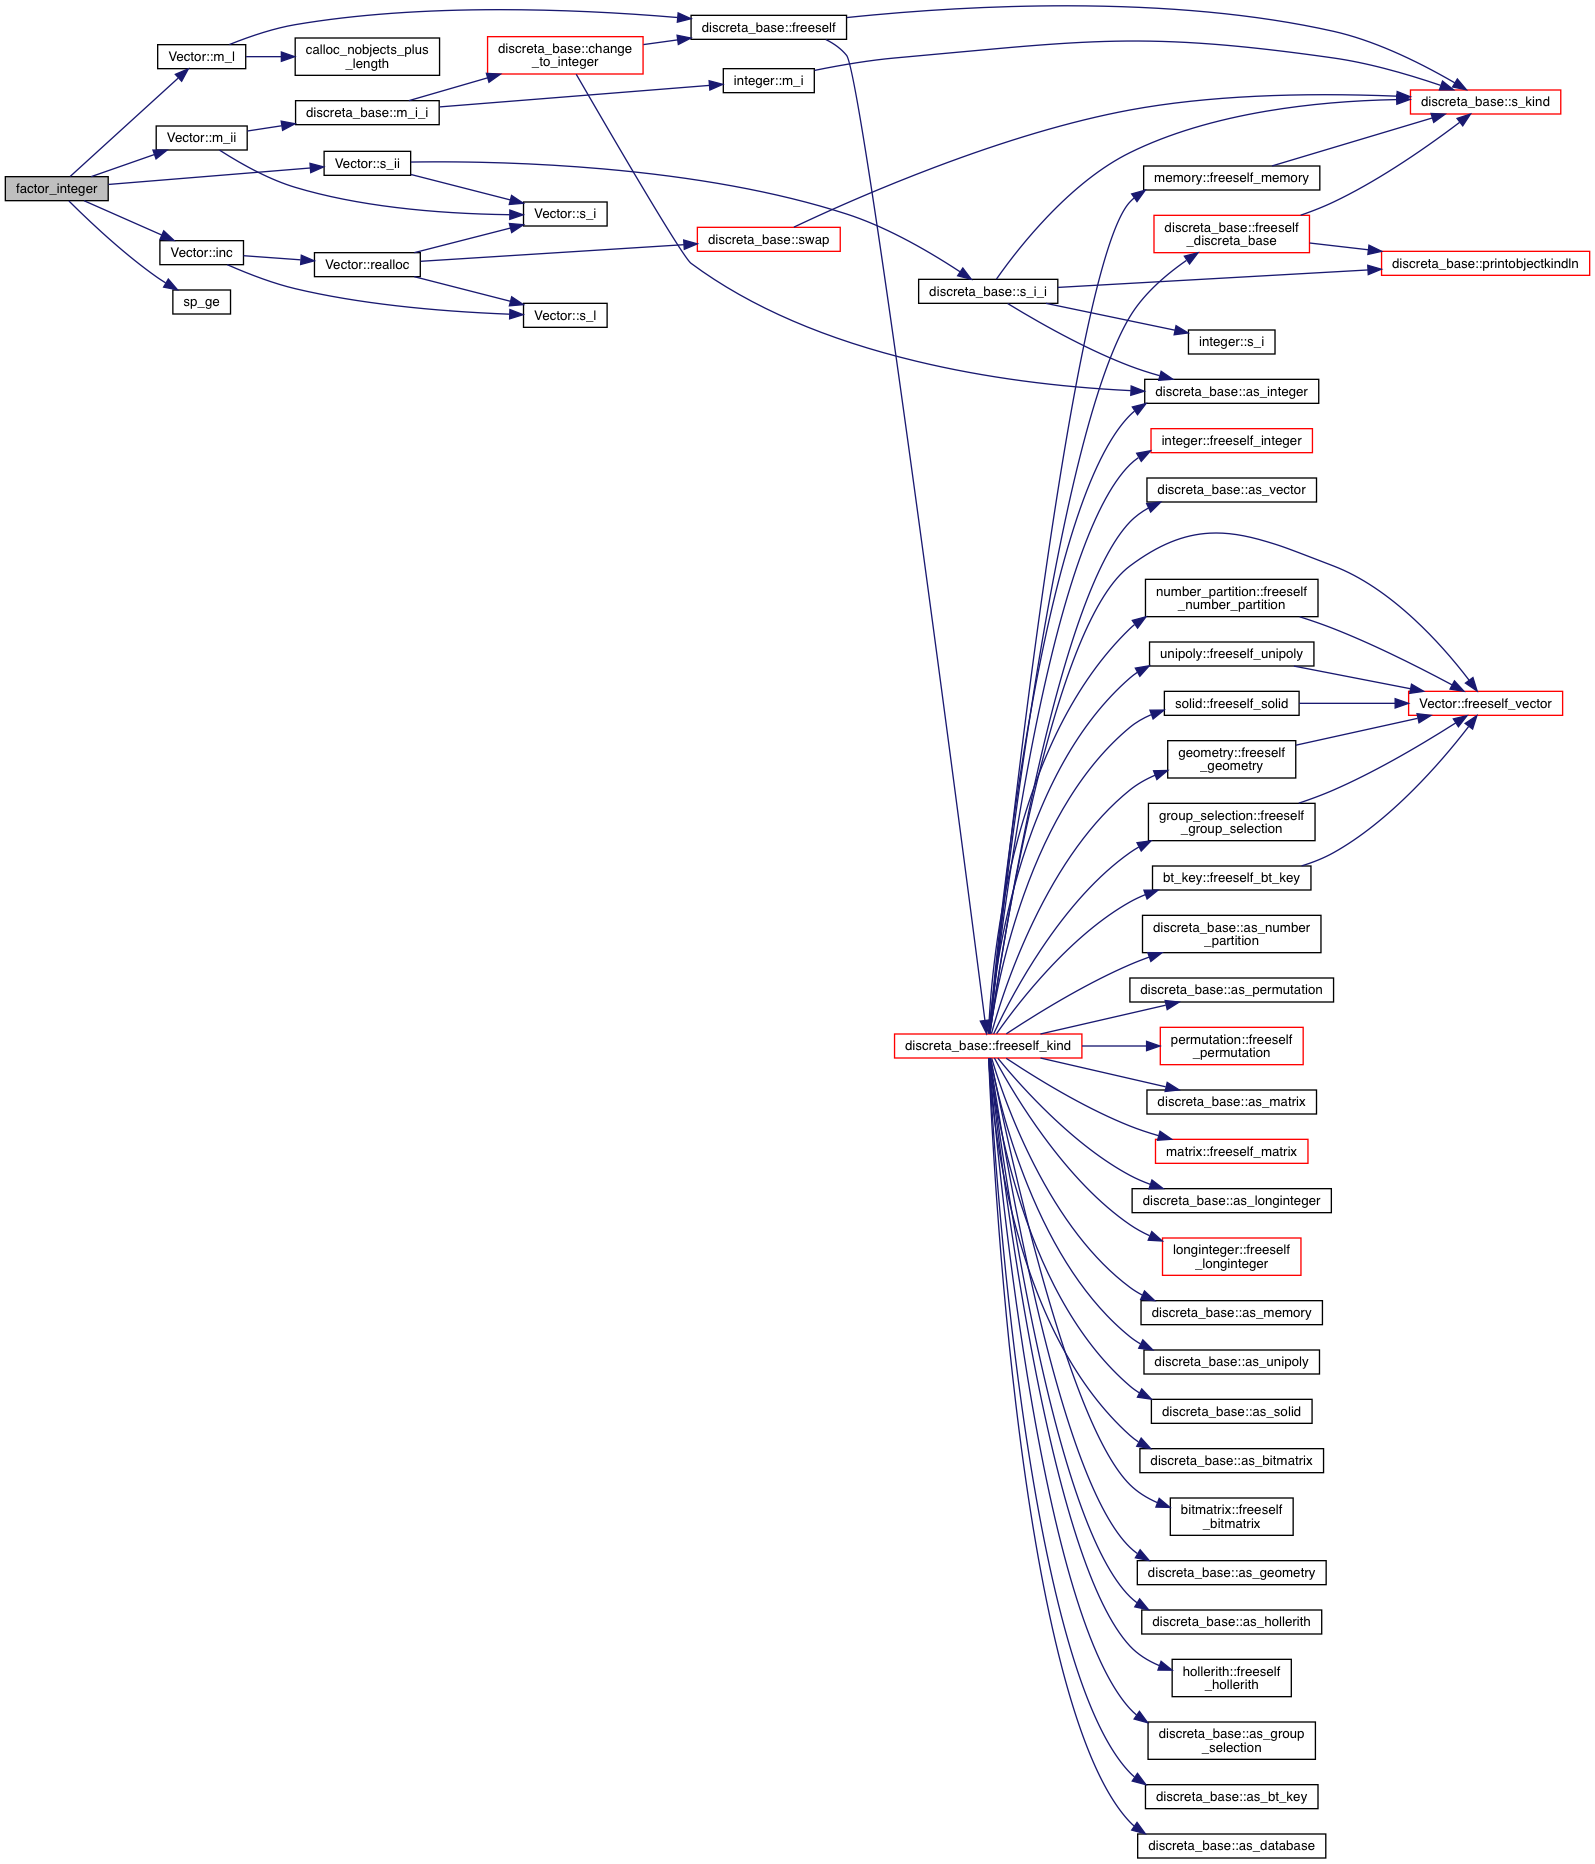 factor_integer
Vector::m_l
calloc_nobjects_plus
_length
Vector::m_ii
discreta_base::m_i_i
Vector::s_ii
Vector::inc
Vector::realloc
sp_ge
discreta_base::change
_to_integer
Vector::s_i
Vector::s_l
discreta_base::freeself
integer::m_i
discreta_base::swap
discreta_base::s_i_i
discreta_base::freeself_kind
discreta_base::s_kind
memory::freeself_memory
discreta_base::freeself
_discreta_base
discreta_base::printobjectkindln
integer::s_i
discreta_base::as_integer
integer::freeself_integer
discreta_base::as_vector
number_partition::freeself
_number_partition
unipoly::freeself_unipoly
solid::freeself_solid
Vector::freeself_vector
geometry::freeself
_geometry
group_selection::freeself
_group_selection
bt_key::freeself_bt_key
discreta_base::as_number
_partition
discreta_base::as_permutation
permutation::freeself
_permutation
discreta_base::as_matrix
matrix::freeself_matrix
discreta_base::as_longinteger
longinteger::freeself
_longinteger
discreta_base::as_memory
discreta_base::as_unipoly
discreta_base::as_solid
discreta_base::as_bitmatrix
bitmatrix::freeself
_bitmatrix
discreta_base::as_geometry
discreta_base::as_hollerith
hollerith::freeself
_hollerith
discreta_base::as_group
_selection
discreta_base::as_bt_key
discreta_base::as_database